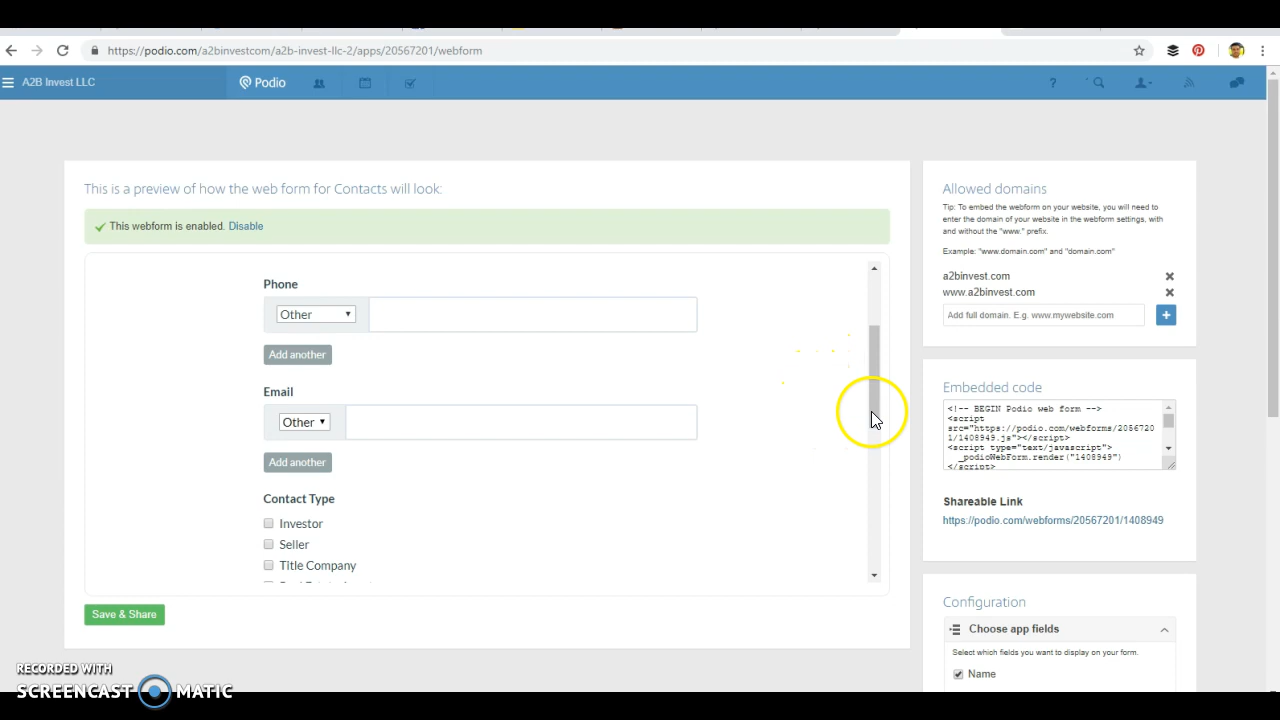 https://podio.com/a2binvestcom/a2b-invest-llc-2/apps/20567201/webform
A2B Invest LLC
Podio
?
This is a preview of how the web form for Contacts will look:
This webform is enabled. Disable
Phone
Other
Add another
Email
Other
Add another
Contact Type
Investor
Seller
Title Company
Save & Share
Allowed domains
Tip: To embed the webform on your website, you will need to
enter the domain of your website in the webform settings, with
and without the "www." prefix.
Example: "www.domain.com" and "domain.com"
a2binvest.com
www.a2binvest.com
Add full domain. E.g. www.mywebsite.com
+
Embedded code
<!-- BEGIN Podio web form -->
<script
src="https://podio.com/webforms/2056720
1/1408949.js"></script>
<script type="text/javascript">
_podioWebForm.render("1408949")
</script>
Shareable Link
https://podio.com/webforms/20567201/1408949
Configuration
Choose app fields
Select which fields you want to display on your form.
Name
RECORDED WITH
SCREENCAST MATIC